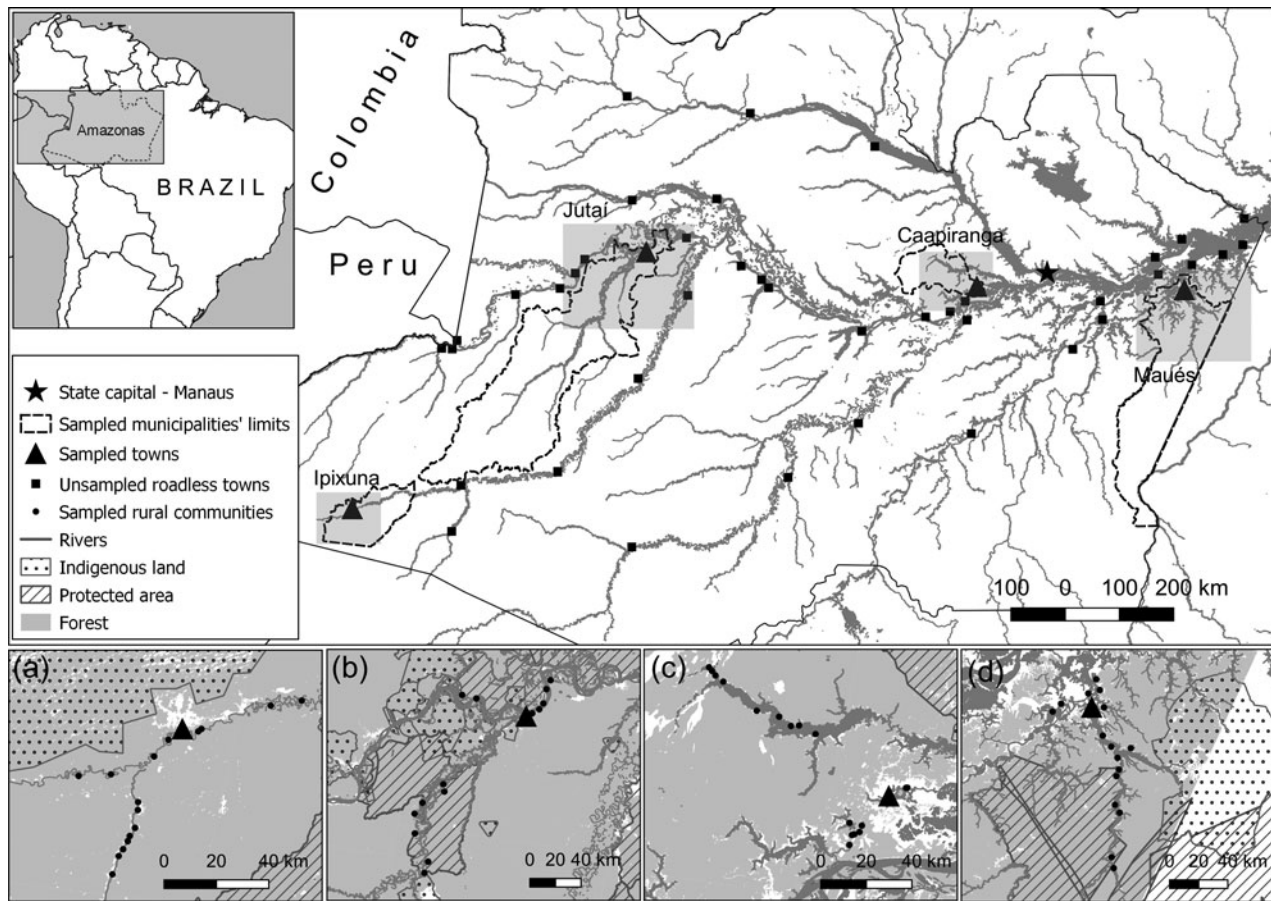 Amazonas
BRAZIL
Colombia
Peru
Jutaí
Caapiranga
Maués
Ipixuna
State capital - Manaus
Sampled municipalities' limits
Sampled towns
Unsampled roadless towns
Sampled rural communities
Rivers
Indigenous land
Protected area
Forest
100 0 100 200 km
(a)
0 20 40 km
(b)
0 20 40 km
(c)
0 20 40 km
(d)
0 20 40 km